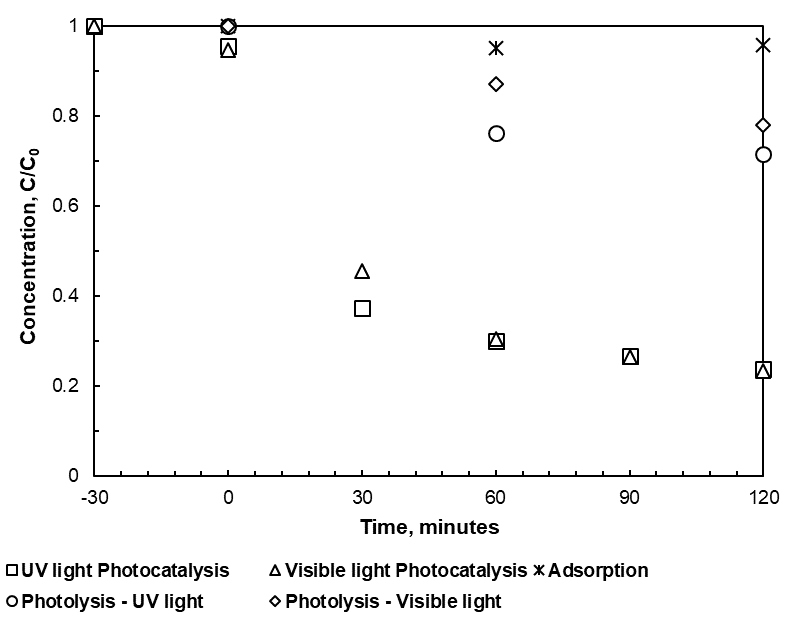 1
0.8
0.6
0.4
0.2
0
Concentration, C/C₀
-30 0 30 60 90 120
Time, minutes
UV light Photocatalysis Visible light Photocatalysis Adsorption
Photolysis - UV light Photolysis - Visible light